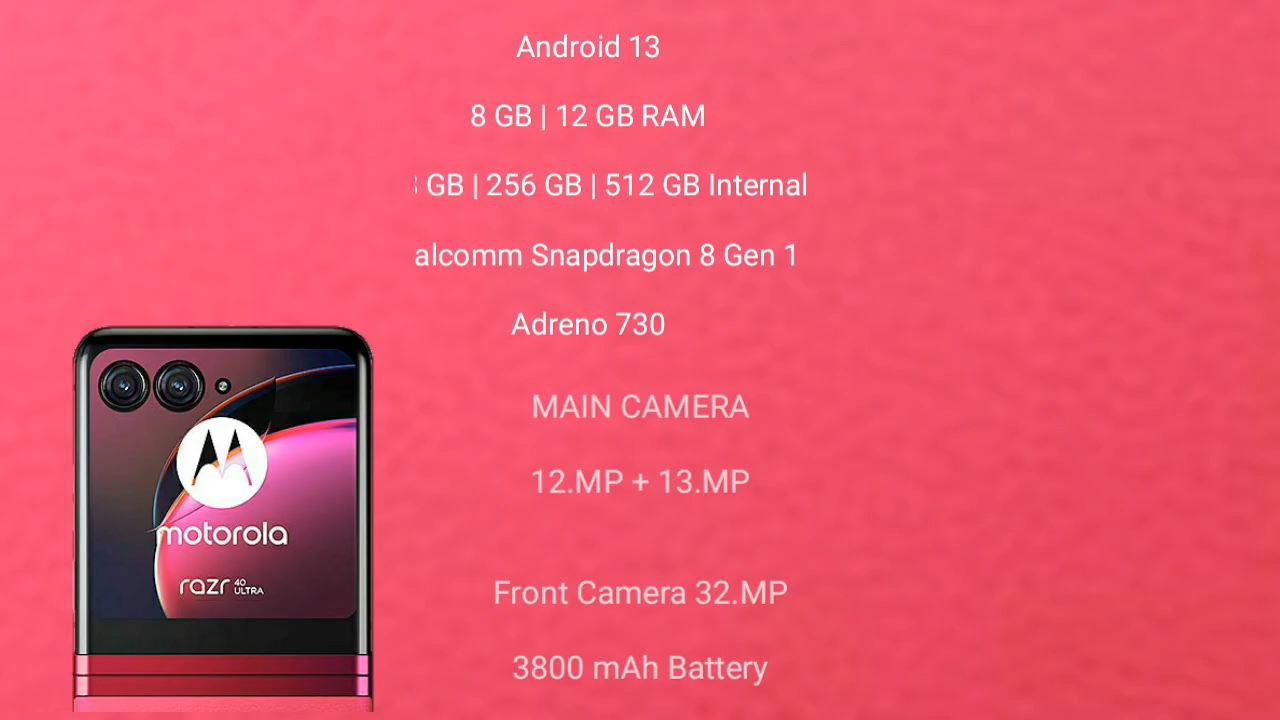 Android 13
8 GB | 12 GB RAM
GB | 256 GB | 512 GB Internal
alcomm Snapdragon 8 Gen 1
Adreno 730
MAIN CAMERA
12.MP + 13.MP
Front Camera 32.MP
3800 mAh Battery
motorola
razr 40 ULTRA